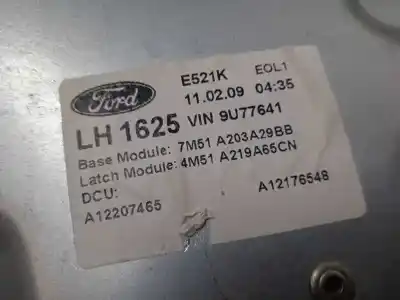 Ford
E521K EOL1
11.02.09 04:35
LH 1625 VIN 9U77641
Base Module: 7M51 A203A29BB
Latch Module: 4M51 A219A65CN
DCU:
A12207465
A12176548